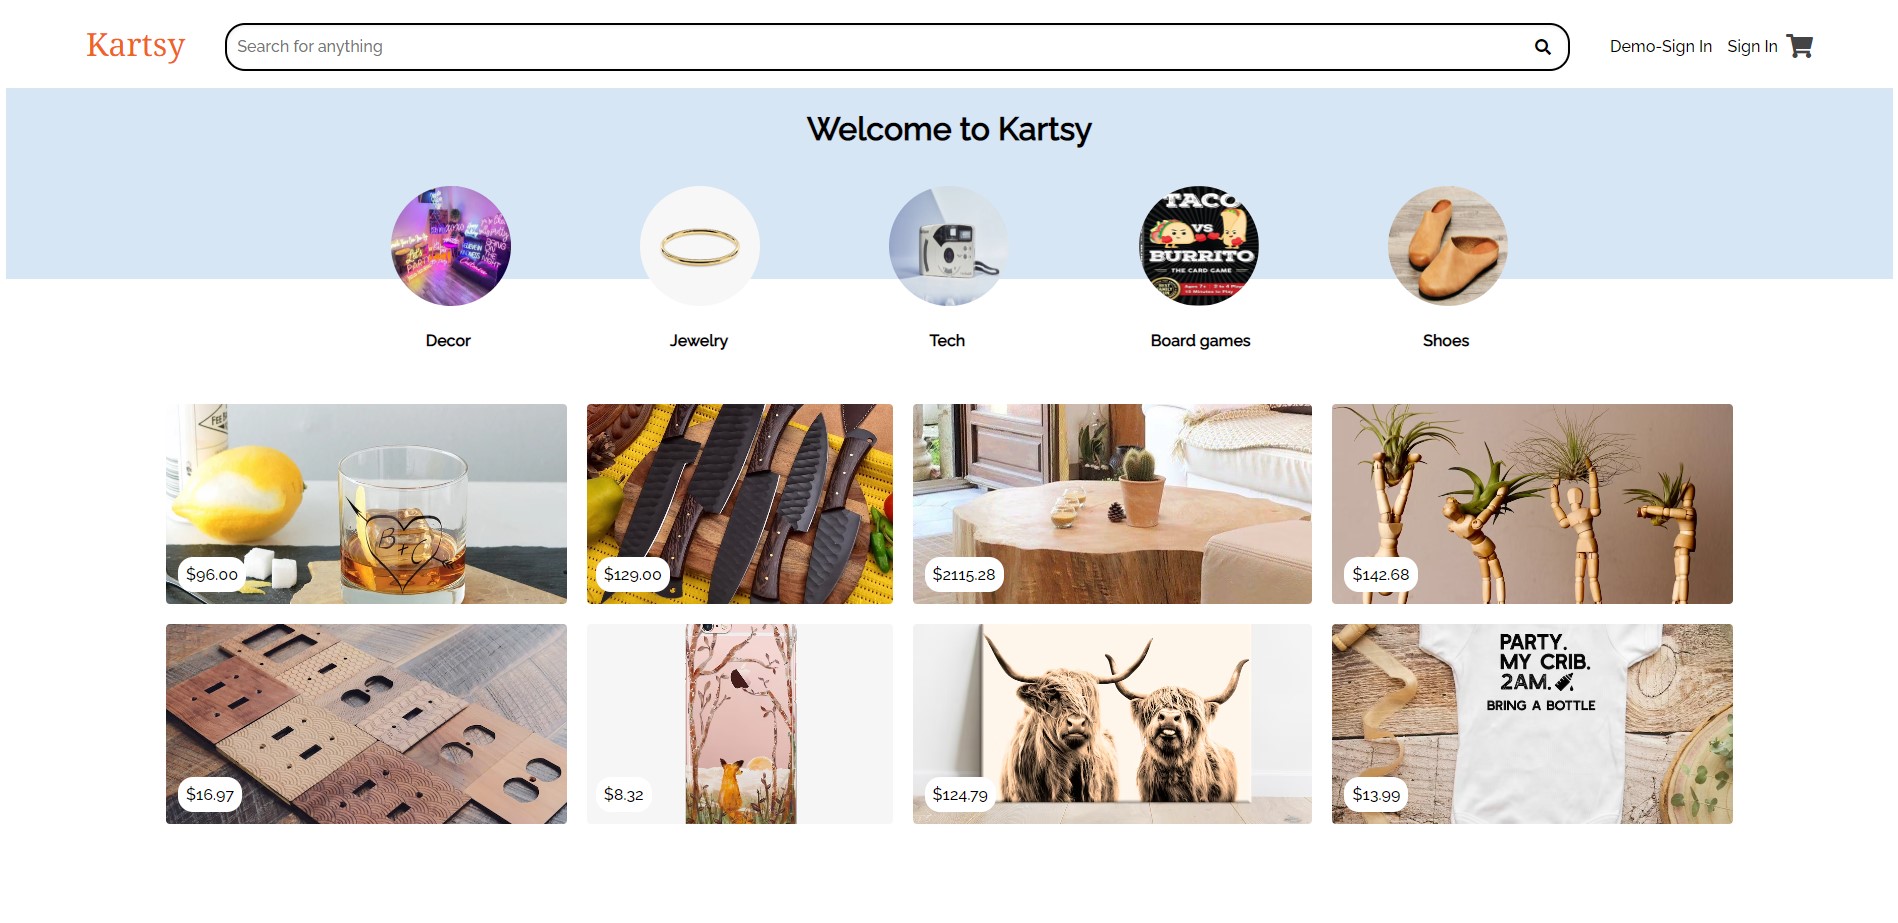 Kartsy
Search for anything
Demo-Sign In
Sign In
Welcome to Kartsy
TACO
VS
BURRITO
THE CARD GAME
Decor
Jewelry
Tech
Board games
Shoes
B + C
$96.00
$129.00
$2115.28
$142.68
PARTY.
MY CRIB.
2AM.
BRING A BOTTLE
$16.97
$8.32
$124.79
$13.99